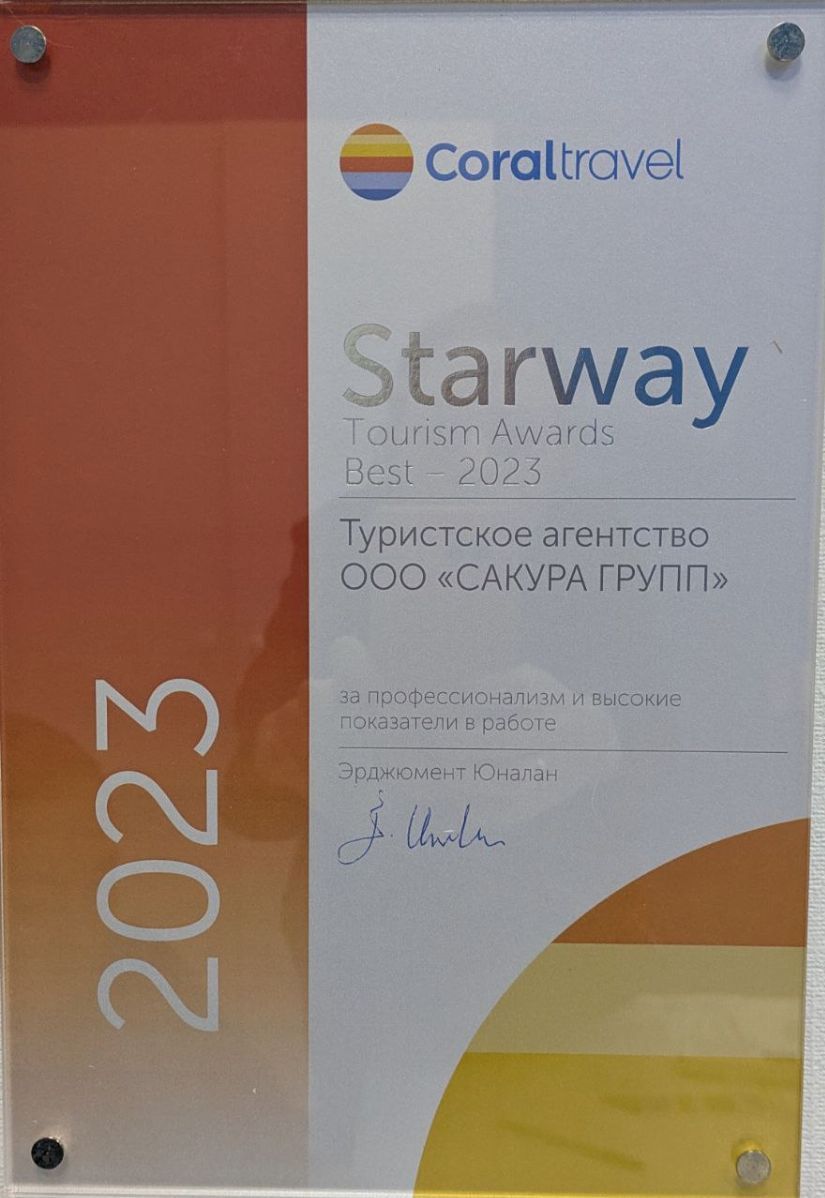 Coraltravel
Starway
Tourism Awards
Best – 2023
Туристское агентство
ООО «САКУРА ГРУПП»
за профессионализм и высокие
показатели в работе
Эрджюмент Юналан
2023